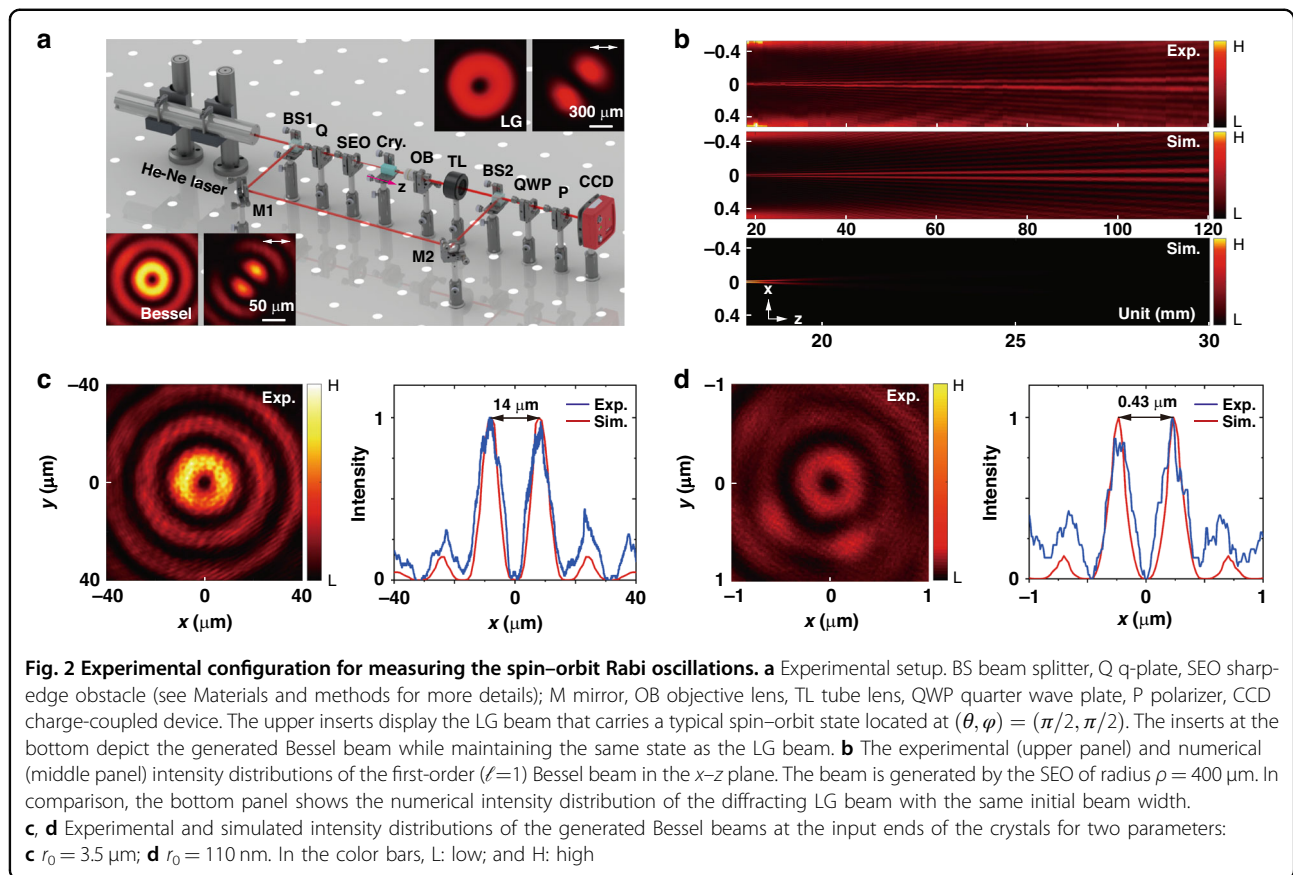 a
BS1
Q
SEO
Cry.
OB
TL
BS2
QWP
P
CCD
z
He-Ne laser
M1
M2
LG
300 μm
Bessel
50 μm
b
−0.4
0
0.4
Exp.
H
L
−0.4
0
0.4
Sim.
H
L
20
40
60
80
100
120
−0.4
0
0.4
Sim.
x
z
Unit (mm)
H
L
20
25
30
c
−40
0
40
y (μm)
Exp.
H
L
−40
0
40
x (μm)
1
0
Intensity
14 μm
Exp.
Sim.
−40
0
40
x (μm)
d
−1
0
1
y (μm)
Exp.
H
L
−1
0
1
x (μm)
1
0
Intensity
0.43 μm
Exp.
Sim.
−1
0
1
x (μm)
Fig. 2 Experimental configuration for measuring the spin–orbit Rabi oscillations. a Experimental setup. BS beam splitter, Q q-plate, SEO sharp-
edge obstacle (see Materials and methods for more details); M mirror, OB objective lens, TL tube lens, QWP quarter wave plate, P polarizer, CCD
charge-coupled device. The upper inserts display the LG beam that carries a typical spin–orbit state located at (θ, φ) = (π/2, π/2). The inserts at the
bottom depict the generated Bessel beam while maintaining the same state as the LG beam. b The experimental (upper panel) and numerical
(middle panel) intensity distributions of the first-order (ℓ=1) Bessel beam in the x–z plane. The beam is generated by the SEO of radius ρ = 400 μm. In
comparison, the bottom panel shows the numerical intensity distribution of the diffracting LG beam with the same initial beam width.
c, d Experimental and simulated intensity distributions of the generated Bessel beams at the input ends of the crystals for two parameters:
c r₀ = 3.5 μm; d r₀ = 110 nm. In the color bars, L: low; and H: high